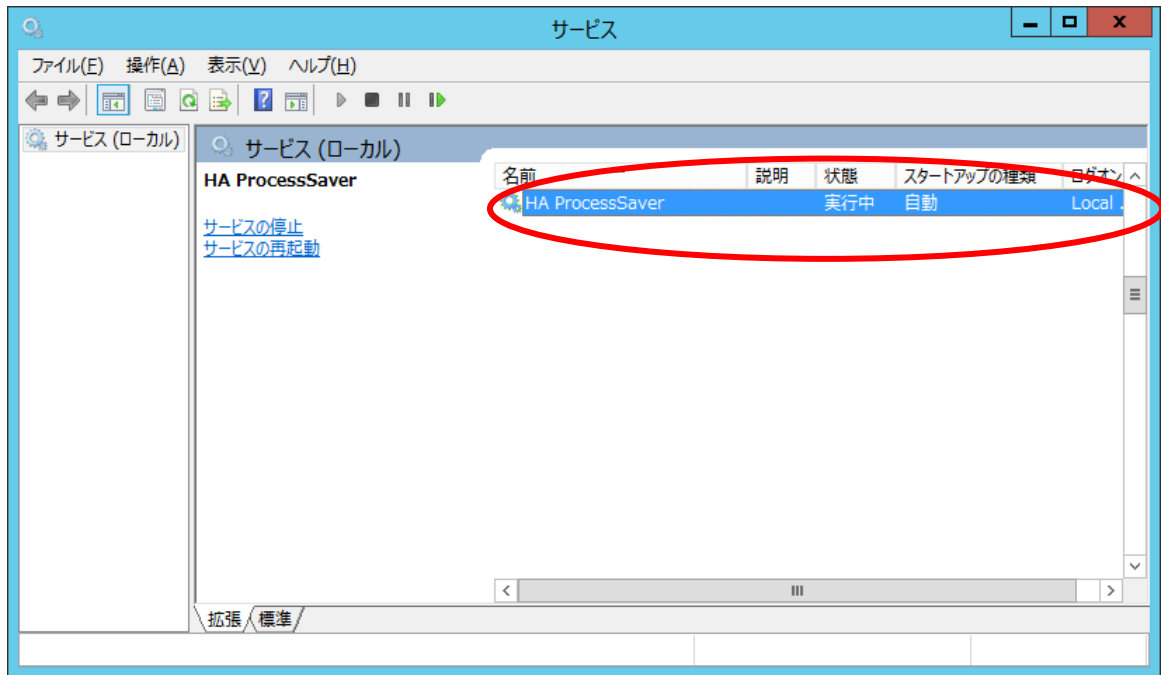 サービス
ファイル(F) 操作(A) 表示(V) ヘルプ(H)
サービス (ローカル)
サービス (ローカル)
HA ProcessSaver
サービスの停止
サービスの再起動
名前 説明 状態 スタートアップの種類 ログオン
HA ProcessSaver 実行中 自動 Local
拡張 標準